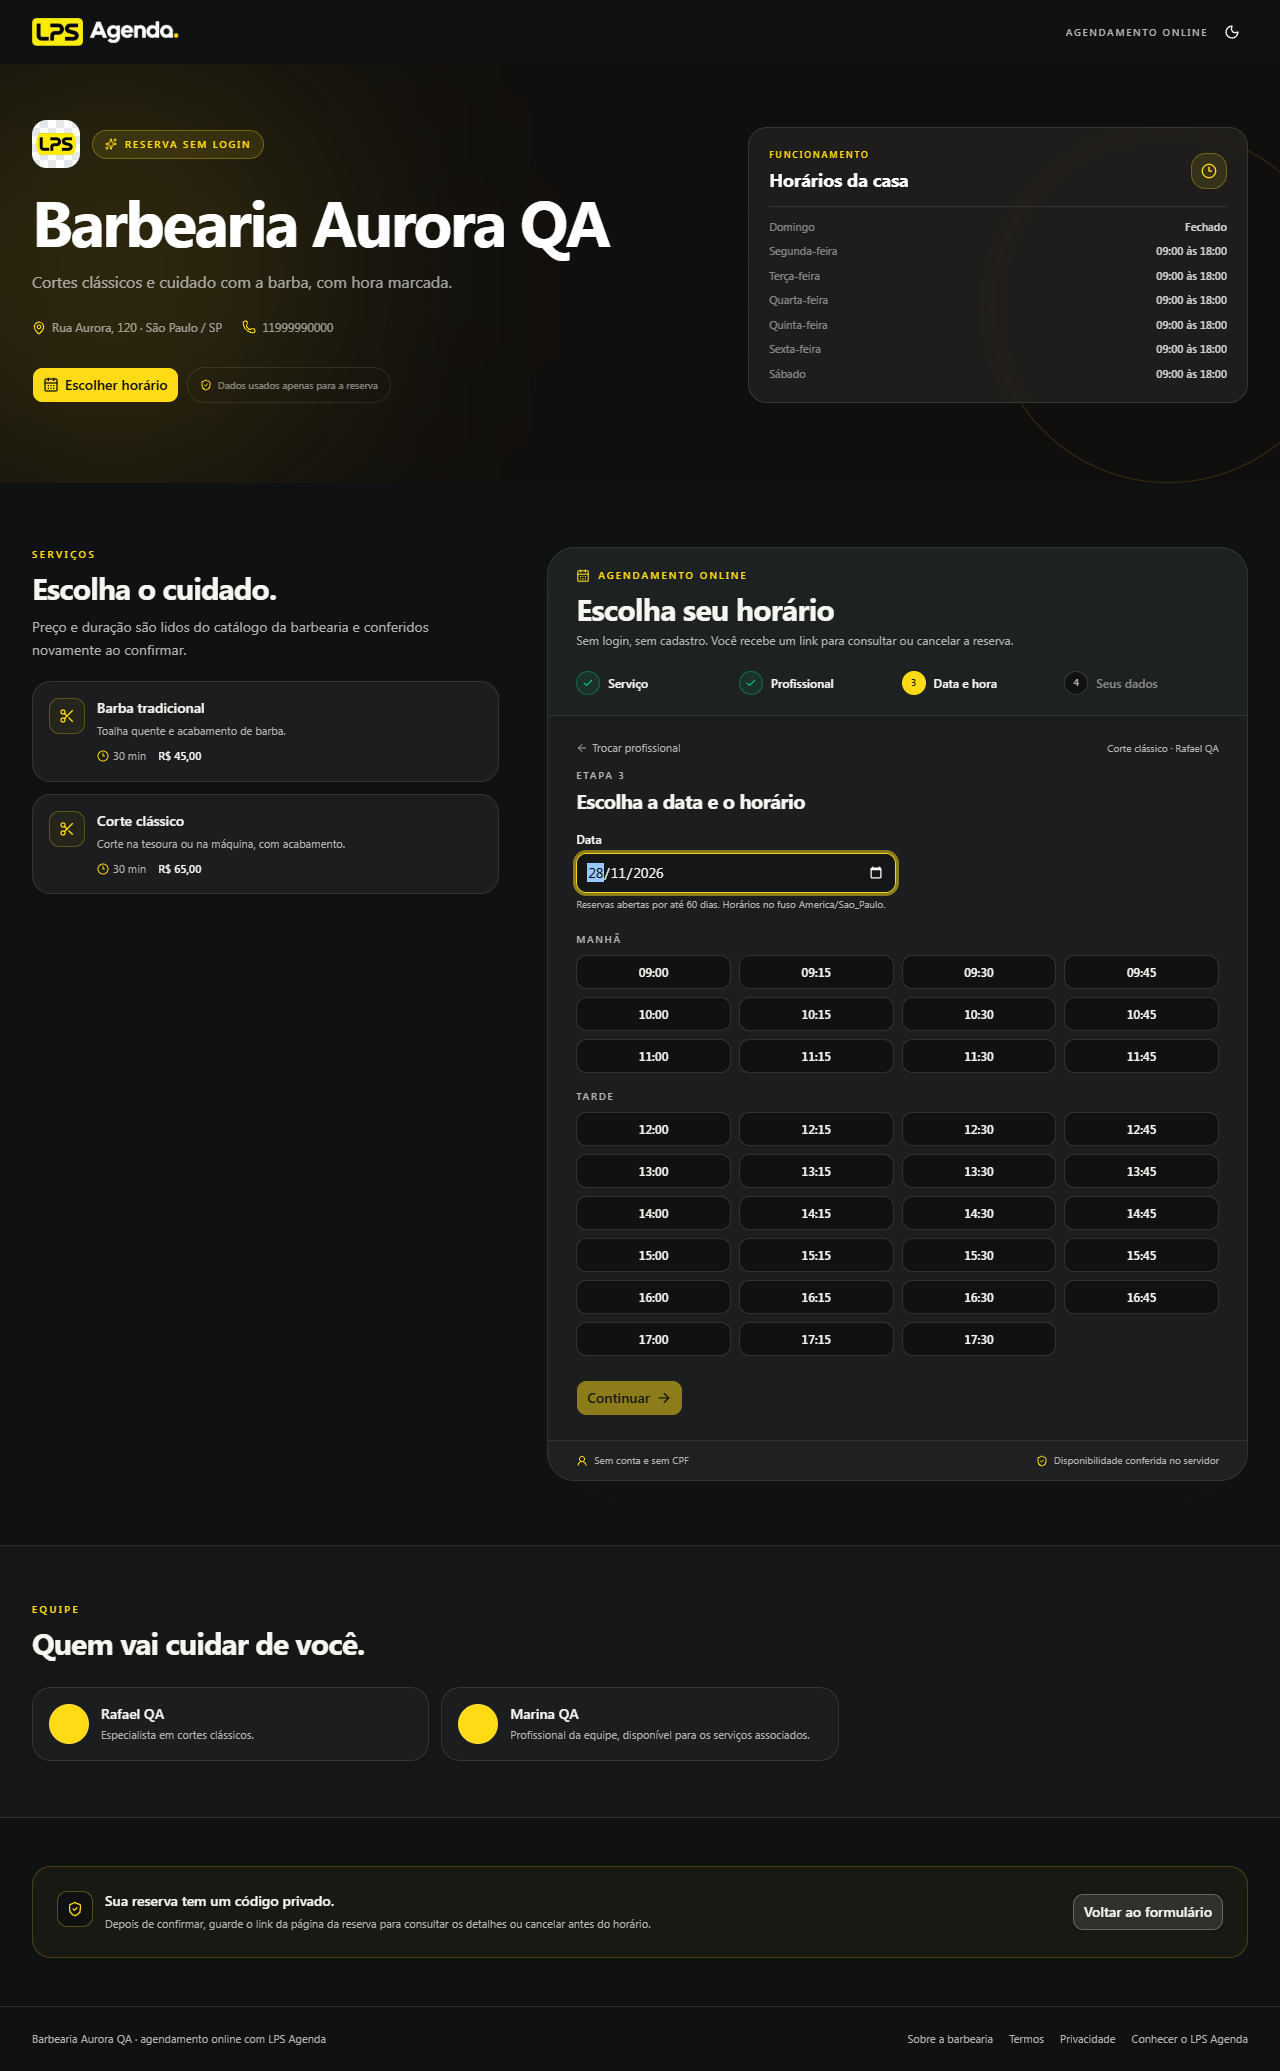 LPS Agenda.
AGENDAMENTO ONLINE
LPS
RESERVA SEM LOGIN
Barbearia Aurora QA
Cortes clássicos e cuidado com a barba, com hora marcada.
Rua Aurora, 120 · São Paulo / SP
11999990000
Escolher horário
Dados usados apenas para a reserva
FUNCIONAMENTO
Horários da casa
Domingo Fechado
Segunda-feira 09:00 às 18:00
Terça-feira 09:00 às 18:00
Quarta-feira 09:00 às 18:00
Quinta-feira 09:00 às 18:00
Sexta-feira 09:00 às 18:00
Sábado 09:00 às 18:00
SERVIÇOS
Escolha o cuidado.
Preço e duração são lidos do catálogo da barbearia e conferidos
novamente ao confirmar.
Barba tradicional
Toalha quente e acabamento de barba.
30 min R$ 45,00
Corte clássico
Corte na tesoura ou na máquina, com acabamento.
30 min R$ 65,00
AGENDAMENTO ONLINE
Escolha seu horário
Sem login, sem cadastro. Você recebe um link para consultar ou cancelar a reserva.
Serviço
Profissional
3 Data e hora
4 Seus dados
Trocar profissional
Corte clássico · Rafael QA
ETAPA 3
Escolha a data e o horário
Data
28/11/2026
Reservas abertas por até 60 dias. Horários no fuso America/Sao_Paulo.
MANHÃ
09:00 09:15 09:30 09:45
10:00 10:15 10:30 10:45
11:00 11:15 11:30 11:45
TARDE
12:00 12:15 12:30 12:45
13:00 13:15 13:30 13:45
14:00 14:15 14:30 14:45
15:00 15:15 15:30 15:45
16:00 16:15 16:30 16:45
17:00 17:15 17:30
Continuar
Sem conta e sem CPF
Disponibilidade conferida no servidor
EQUIPE
Quem vai cuidar de você.
Rafael QA
Especialista em cortes clássicos.
Marina QA
Profissional da equipe, disponível para os serviços associados.
Sua reserva tem um código privado.
Depois de confirmar, guarde o link da página da reserva para consultar os detalhes ou cancelar antes do horário.
Voltar ao formulário
Barbearia Aurora QA · agendamento online com LPS Agenda
Sobre a barbearia Termos Privacidade Conhecer o LPS Agenda